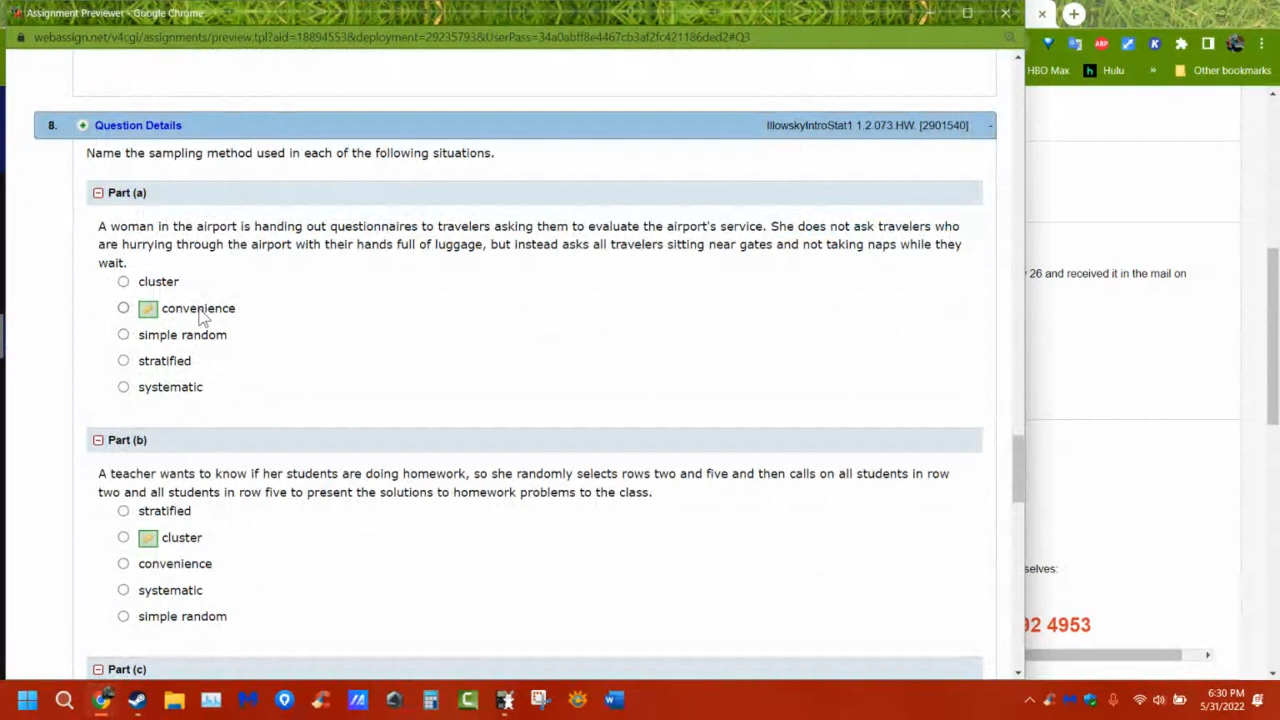 Assignment Previewer - Google Chrome
webassign.net/v4cgi/assignments/preview.tpl?aid=18894553&deployment=29235793&UserPass=34a0abff8e4467cb3af2fc421186ded2#Q3
ABP
HBO Max
h Hulu
»
Other bookmarks
8. Question Details
IllowskyIntroStat1 1.2.073.HW. [2901540] -
Name the sampling method used in each of the following situations.
Part (a)
A woman in the airport is handing out questionnaires to travelers asking them to evaluate the airport's service. She does not ask travelers who
are hurrying through the airport with their hands full of luggage, but instead asks all travelers sitting near gates and not taking naps while they
wait.
26 and received it in the mail on
cluster
convenience
simple random
stratified
systematic
Part (b)
A teacher wants to know if her students are doing homework, so she randomly selects rows two and five and then calls on all students in row
two and all students in row five to present the solutions to homework problems to the class.
stratified
cluster
convenience
selves:
systematic
simple random
92 4953
Part (c)
6:30 PM
5/31/2022